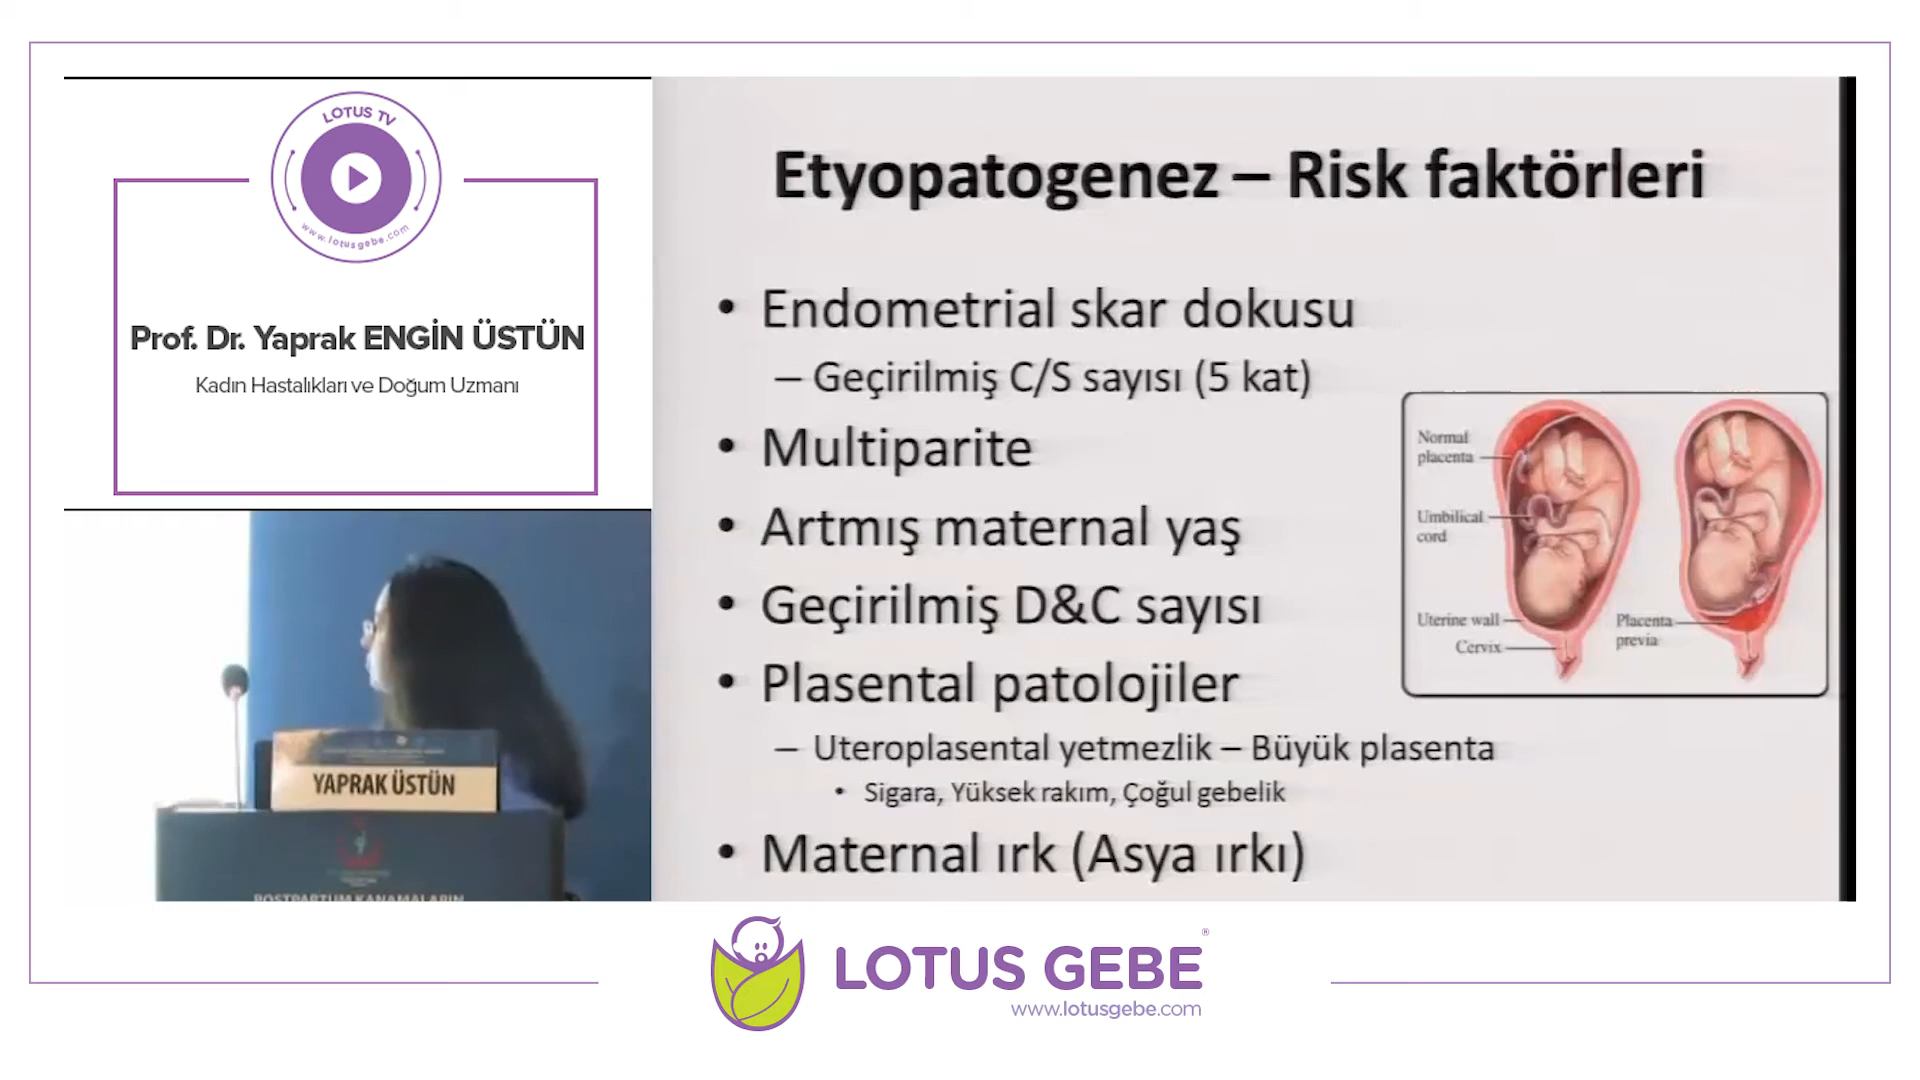 LOTUS TV
www.lotusgebe.com
Prof. Dr. Yaprak ENGİN ÜSTÜN
Kadın Hastalıkları ve Doğum Uzmanı
YAPRAK ÜSTÜN
POSTPARTUM KANAMALARIN
Etyopatogenez – Risk faktörleri
• Endometrial skar dokusu
– Geçirilmiş C/S sayısı (5 kat)
• Multiparite
• Artmış maternal yaş
• Geçirilmiş D&C sayısı
• Plasental patolojiler
– Uteroplasental yetmezlik – Büyük plasenta
• Sigara, Yüksek rakım, Çoğul gebelik
• Maternal ırk (Asya ırkı)
Normal
placenta
Umbilical
cord
Uterine wall
Cervix
Placenta
previa
LOTUS GEBE®
www.lotusgebe.com